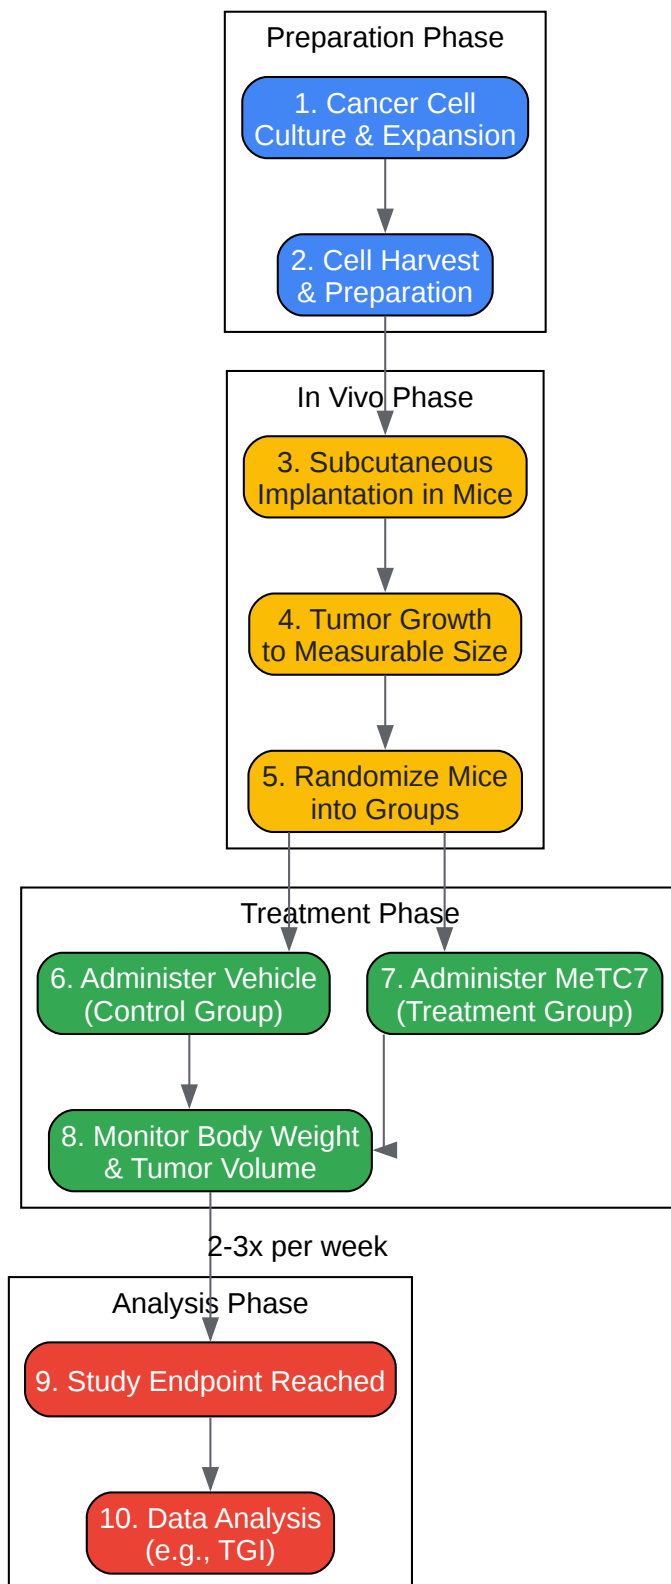 Preparation Phase
1. Cancer Cell
Culture & Expansion
2. Cell Harvest
& Preparation
In Vivo Phase
3. Subcutaneous
Implantation in Mice
4. Tumor Growth
to Measurable Size
5. Randomize Mice
into Groups
Treatment Phase
6. Administer Vehicle
(Control Group)
7. Administer MeTC7
(Treatment Group)
8. Monitor Body Weight
& Tumor Volume
2-3x per week
Analysis Phase
9. Study Endpoint Reached
10. Data Analysis
(e.g., TGI)